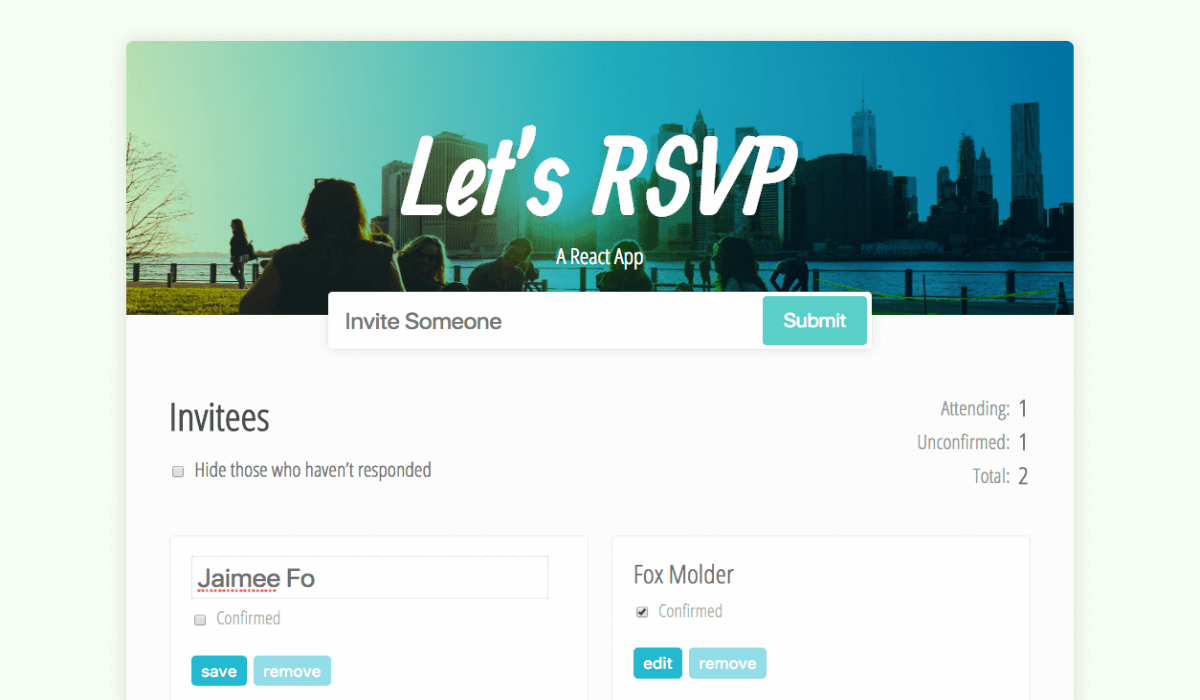 Let's RSVP
A React App
Invite Someone
Submit
Invitees
Hide those who haven't responded
Attending: 1
Unconfirmed: 1
Total: 2
Jaimee Fo
Confirmed
save remove
Fox Molder
Confirmed
edit remove